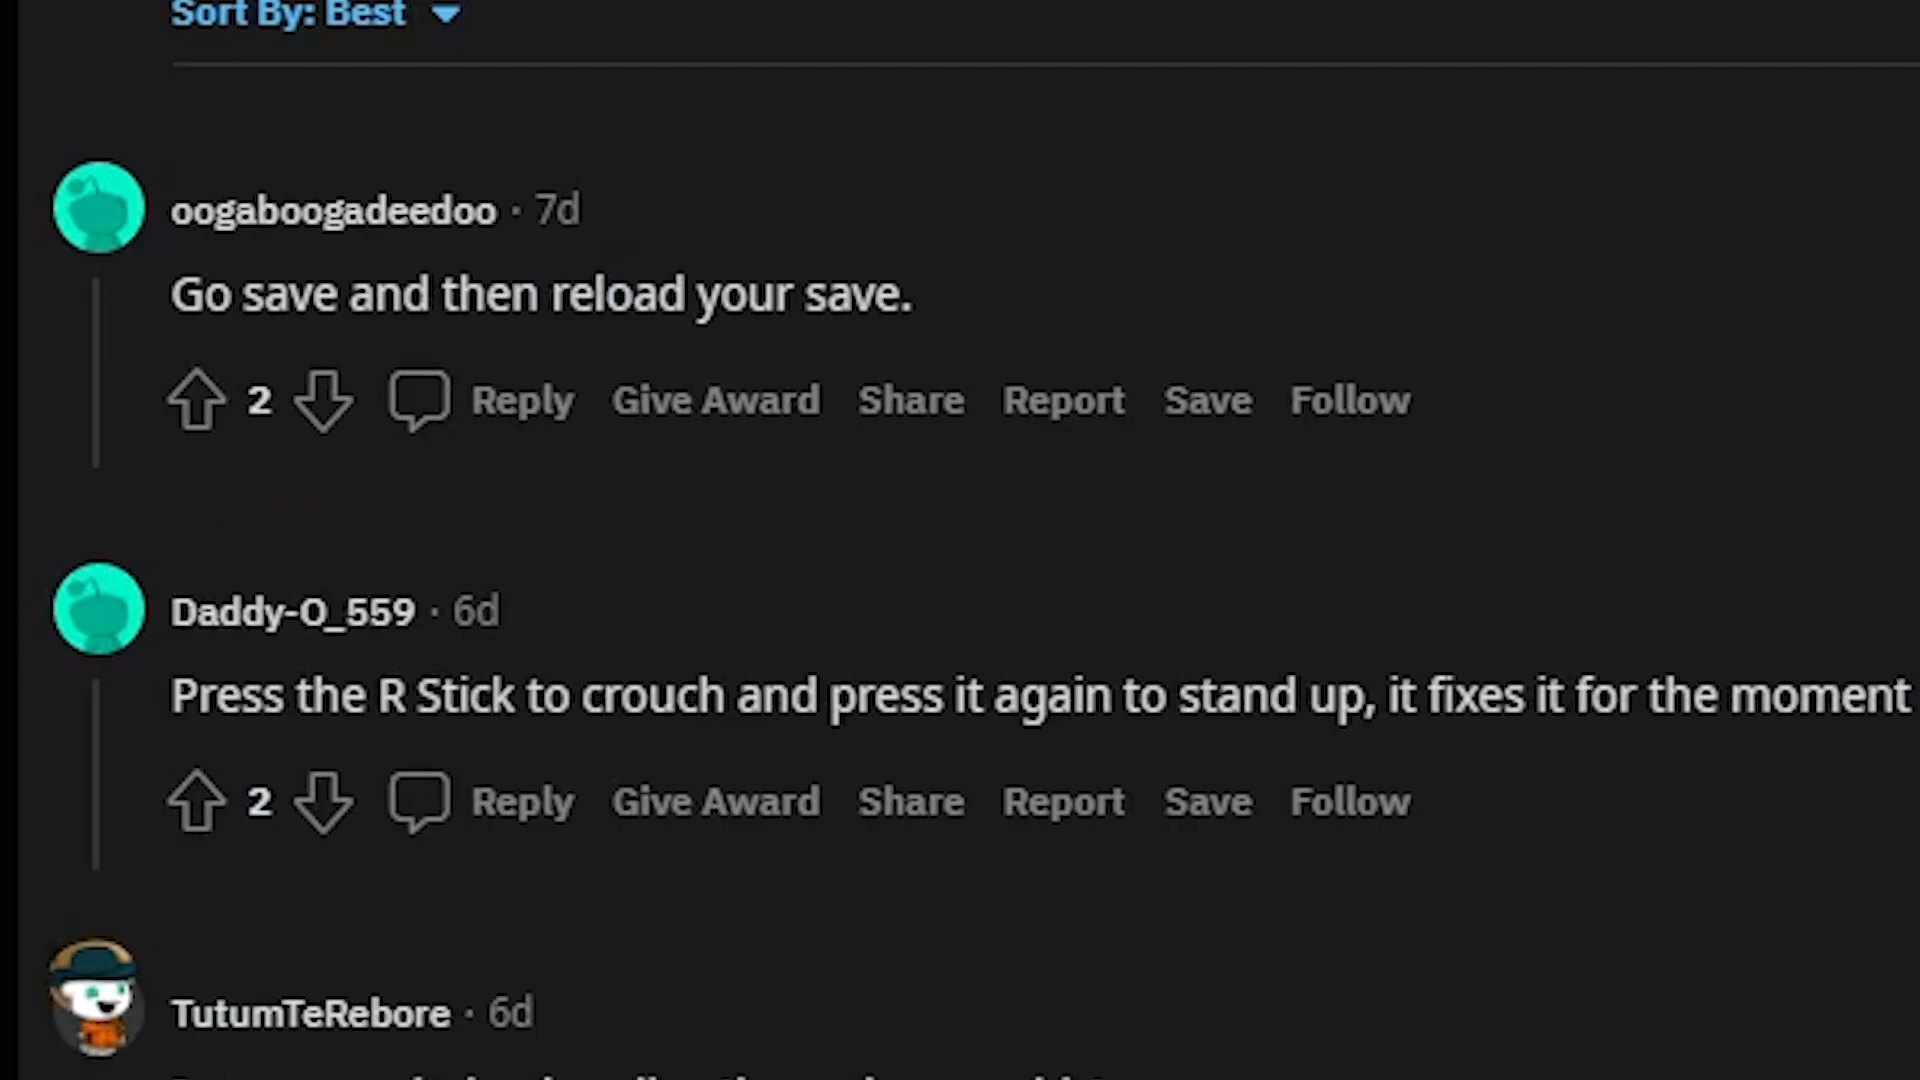 Sort By: Best
oogaboogadeedoo · 7d
Go save and then reload your save.
2 Reply Give Award Share Report Save Follow
Daddy-O_559 · 6d
Press the R Stick to crouch and press it again to stand up, it fixes it for the moment
2 Reply Give Award Share Report Save Follow
TutumTeRebore · 6d